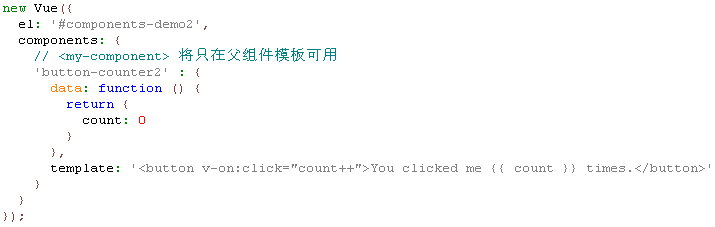 new Vue({
  el: '#components-demo2',
  components: {
    // <my-component> 将只在父组件模板可用
    'button-counter2' : {
      data: function () {
        return {
          count: 0
        }
      },
      template: '<button v-on:click="count++">You clicked me {{ count }} times.</button>'
    }
  }
});